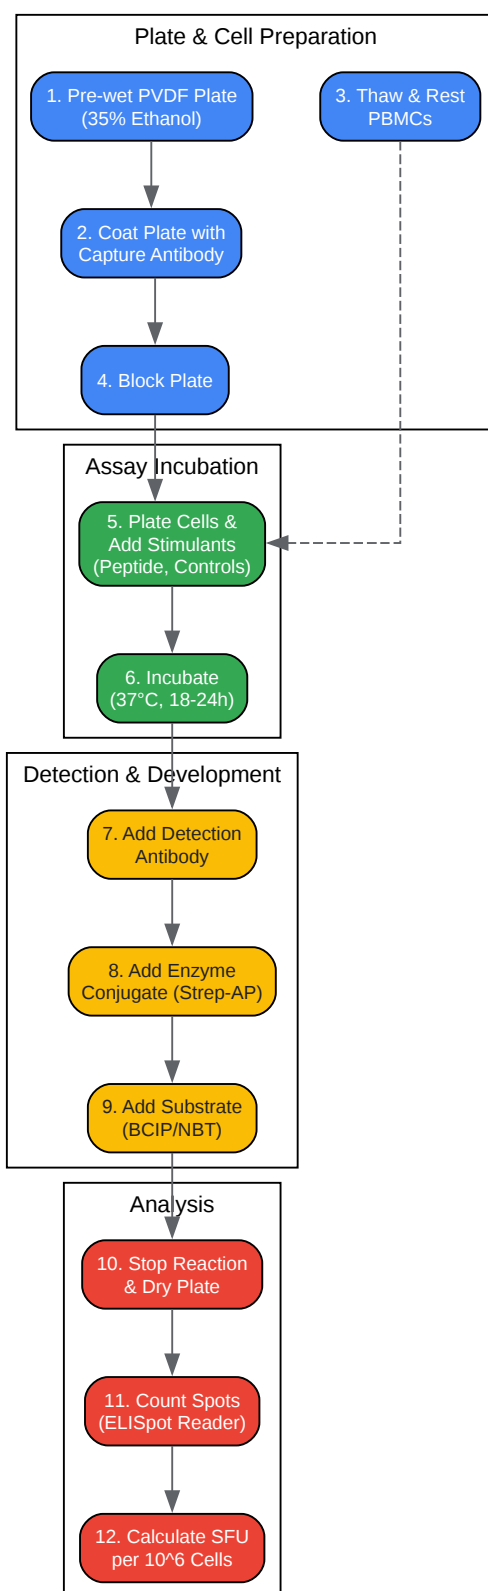 Plate & Cell Preparation
1. Pre-wet PVDF Plate
(35% Ethanol)
3. Thaw & Rest
PBMCs
2. Coat Plate with
Capture Antibody
4. Block Plate
Assay Incubation
5. Plate Cells &
Add Stimulants
(Peptide, Controls)
6. Incubate
(37°C, 18-24h)
Detection & Development
7. Add Detection
Antibody
8. Add Enzyme
Conjugate (Strep-AP)
9. Add Substrate
(BCIP/NBT)
Analysis
10. Stop Reaction
& Dry Plate
11. Count Spots
(ELISpot Reader)
12. Calculate SFU
per 10^6 Cells